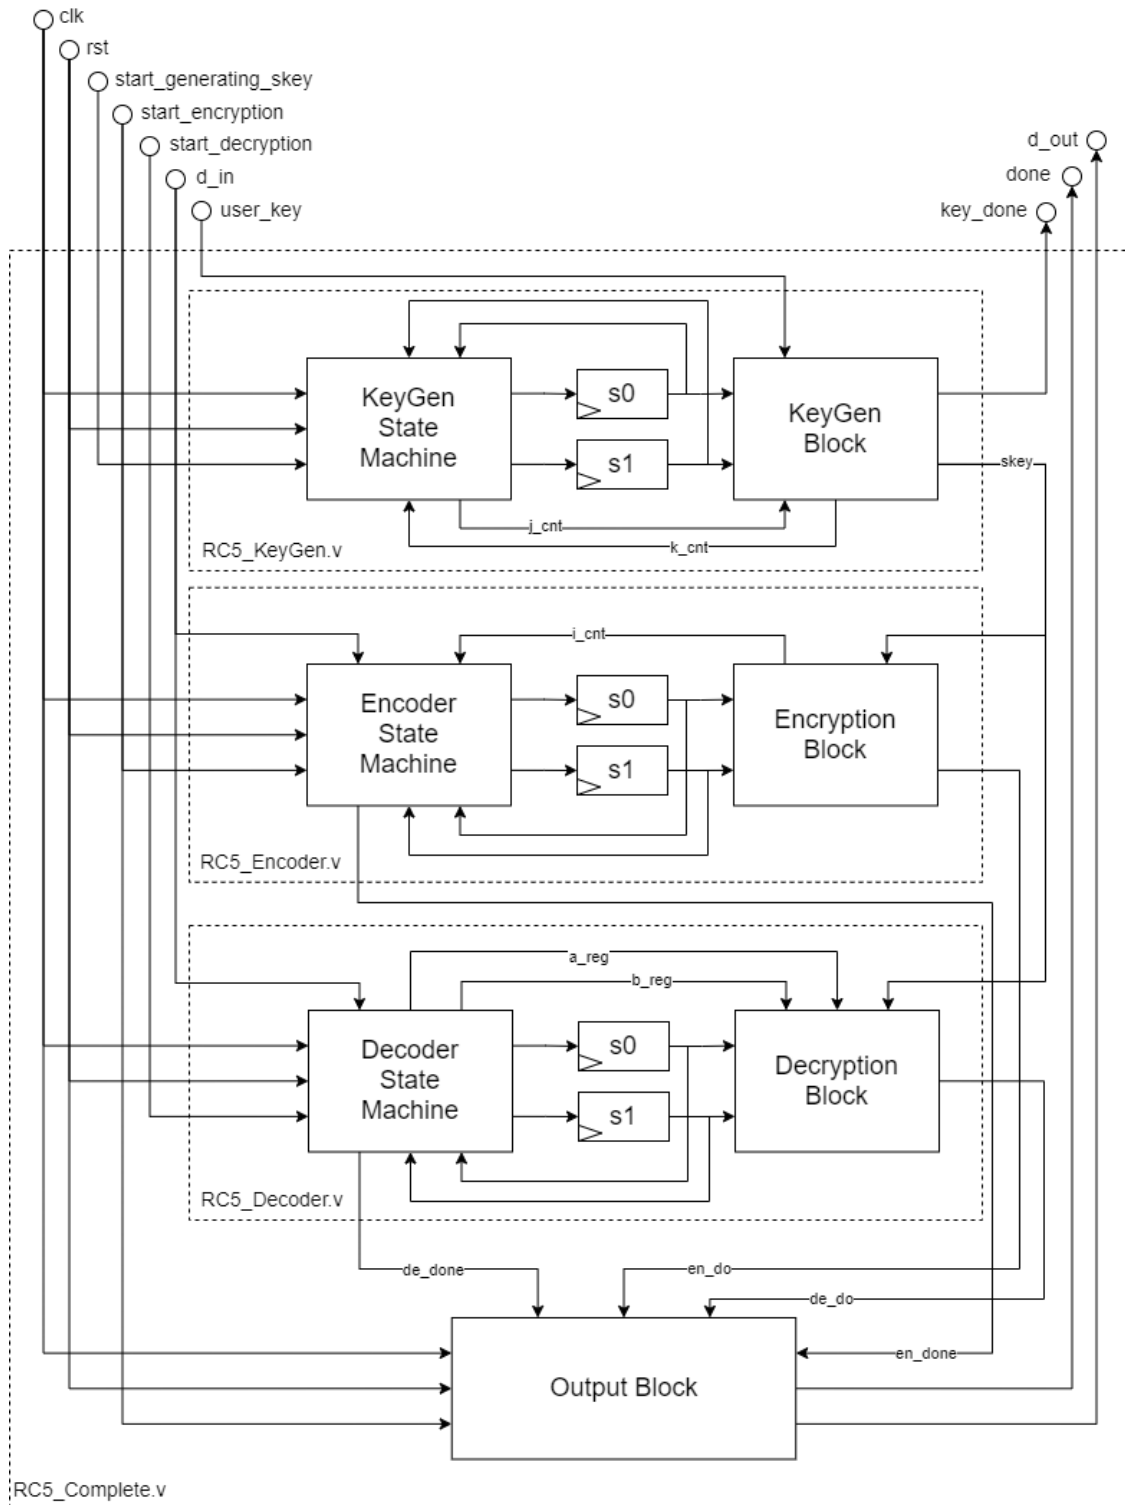 clk
rst
start_generating_skey
start_encryption
start_decryption
d_in
user_key
d_out
done
key_done
KeyGen
State
Machine
s0
s1
KeyGen
Block
skey
j_cnt
k_cnt
RC5_KeyGen.v
i_cnt
Encoder
State
Machine
s0
s1
Encryption
Block
RC5_Encoder.v
a_reg
b_reg
Decoder
State
Machine
s0
s1
Decryption
Block
RC5_Decoder.v
de_done
en_do
de_do
en_done
Output Block
RC5_Complete.v